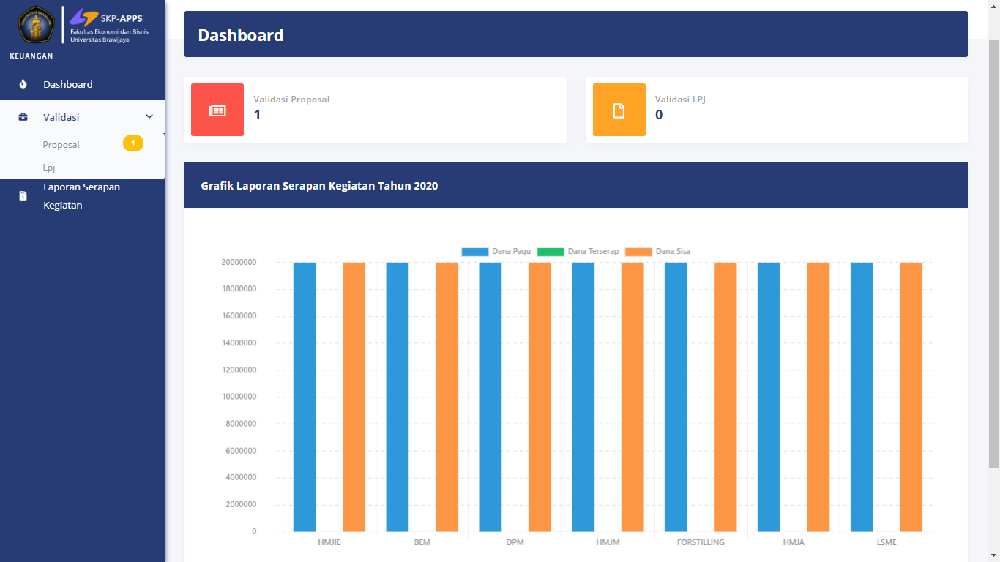 SKP-APPS
Fakultas Ekonomi dan Bisnis
Universitas Brawijaya
KEUANGAN
Dashboard
Validasi
Proposal
1
Lpj
Laporan Serapan
Kegiatan
Dashboard
Validasi Proposal
1
Validasi LPJ
0
Grafik Laporan Serapan Kegiatan Tahun 2020
Dana Pagu Dana Terserap Dana Sisa
20000000
18000000
16000000
14000000
12000000
10000000
8000000
6000000
4000000
2000000
0
HMJIE BEM DPM HMJM FORSTILLING HMJA LSME